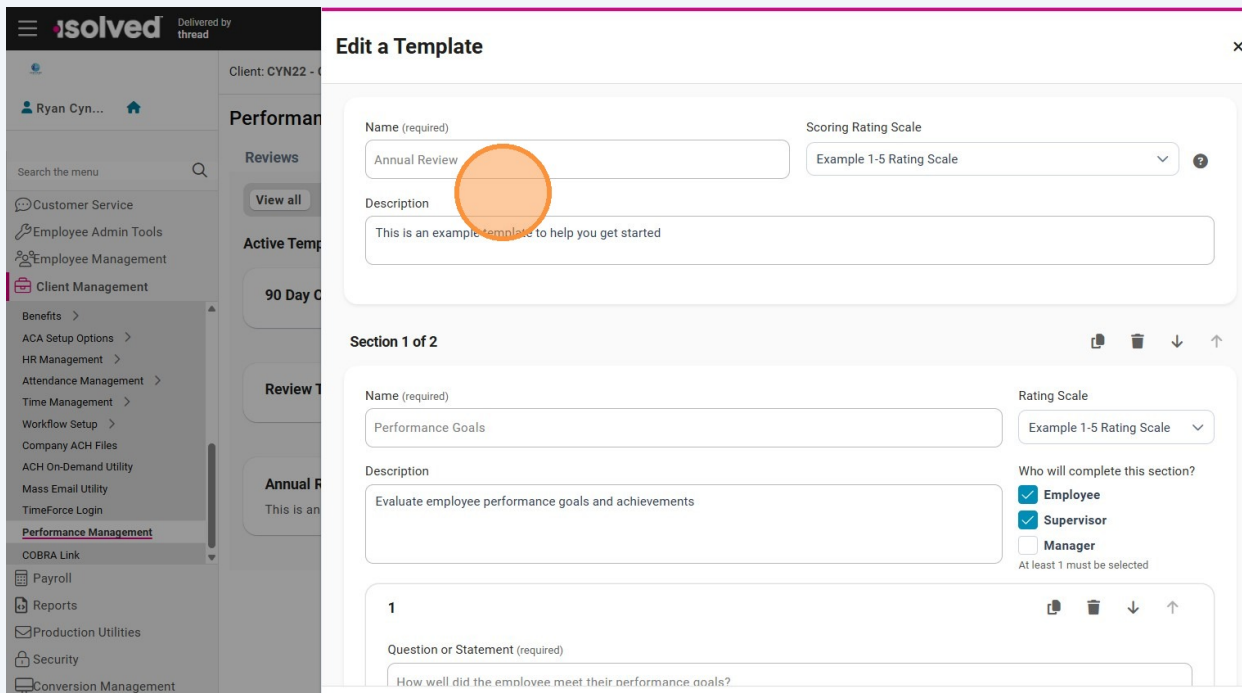 isolved
Delivered by
thread
Ryan Cyn...
Search the menu
Customer Service
Employee Admin Tools
Employee Management
Client Management
Benefits
ACA Setup Options
HR Management
Attendance Management
Time Management
Workflow Setup
Company ACH Files
ACH On-Demand Utility
Mass Email Utility
TimeForce Login
Performance Management
COBRA Link
Payroll
Reports
Production Utilities
Security
Conversion Management
Client: CYN22 -
Performan
Reviews
View all
Active Temp
90 Day
Review
Annual
This is an
Edit a Template
Name (required)
Annual Review
Scoring Rating Scale
Example 1-5 Rating Scale
Description
This is an example template to help you get started
Section 1 of 2
Name (required)
Performance Goals
Rating Scale
Example 1-5 Rating Scale
Description
Evaluate employee performance goals and achievements
Who will complete this section?
Employee
Supervisor
Manager
At least 1 must be selected
1
Question or Statement (required)
How well did the employee meet their performance goals?